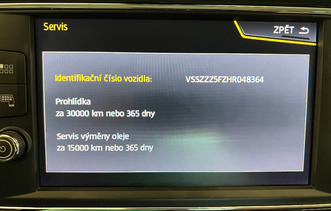 Servis
ZPĚT
Identifikační číslo vozidla: VSSZZZ5FZHR048364
Prohlídka
za 30000 km nebo 365 dny
Servis výměny oleje
za 15000 km nebo 365 dny